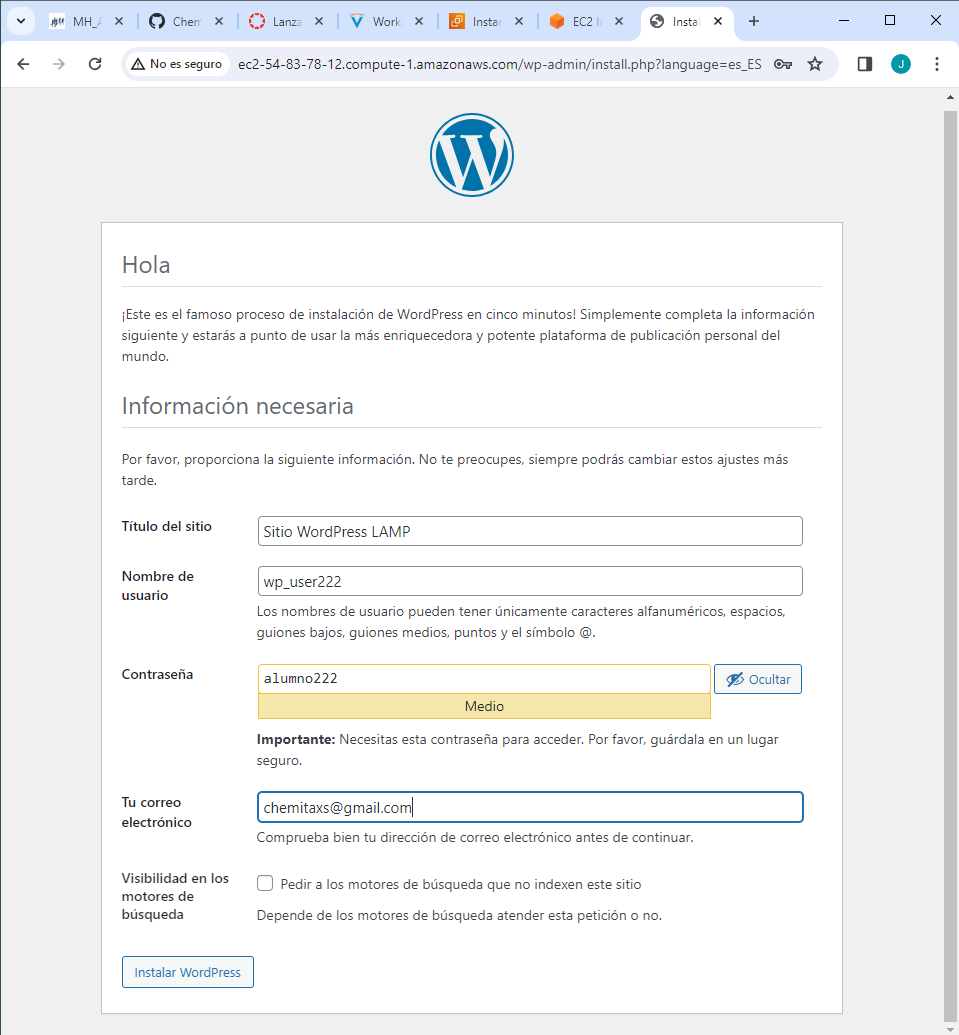 MH_A
Chem
Lanza
Work
Instan
EC2 In
Instal
No es seguro
ec2-54-83-78-12.compute-1.amazonaws.com/wp-admin/install.php?language=es_ES
J
Hola
¡Este es el famoso proceso de instalación de WordPress en cinco minutos! Simplemente completa la información
siguiente y estarás a punto de usar la más enriquecedora y potente plataforma de publicación personal del
mundo.
Información necesaria
Por favor, proporciona la siguiente información. No te preocupes, siempre podrás cambiar estos ajustes más
tarde.
Título del sitio
Sitio WordPress LAMP
Nombre de
usuario
wp_user222
Los nombres de usuario pueden tener únicamente caracteres alfanuméricos, espacios,
guiones bajos, guiones medios, puntos y el símbolo @.
Contraseña
alumno222
Ocultar
Medio
Importante: Necesitas esta contraseña para acceder. Por favor, guárdala en un lugar
seguro.
Tu correo
electrónico
chemitaxs@gmail.com
Comprueba bien tu dirección de correo electrónico antes de continuar.
Visibilidad en los
motores de
búsqueda
Pedir a los motores de búsqueda que no indexen este sitio
Depende de los motores de búsqueda atender esta petición o no.
Instalar WordPress